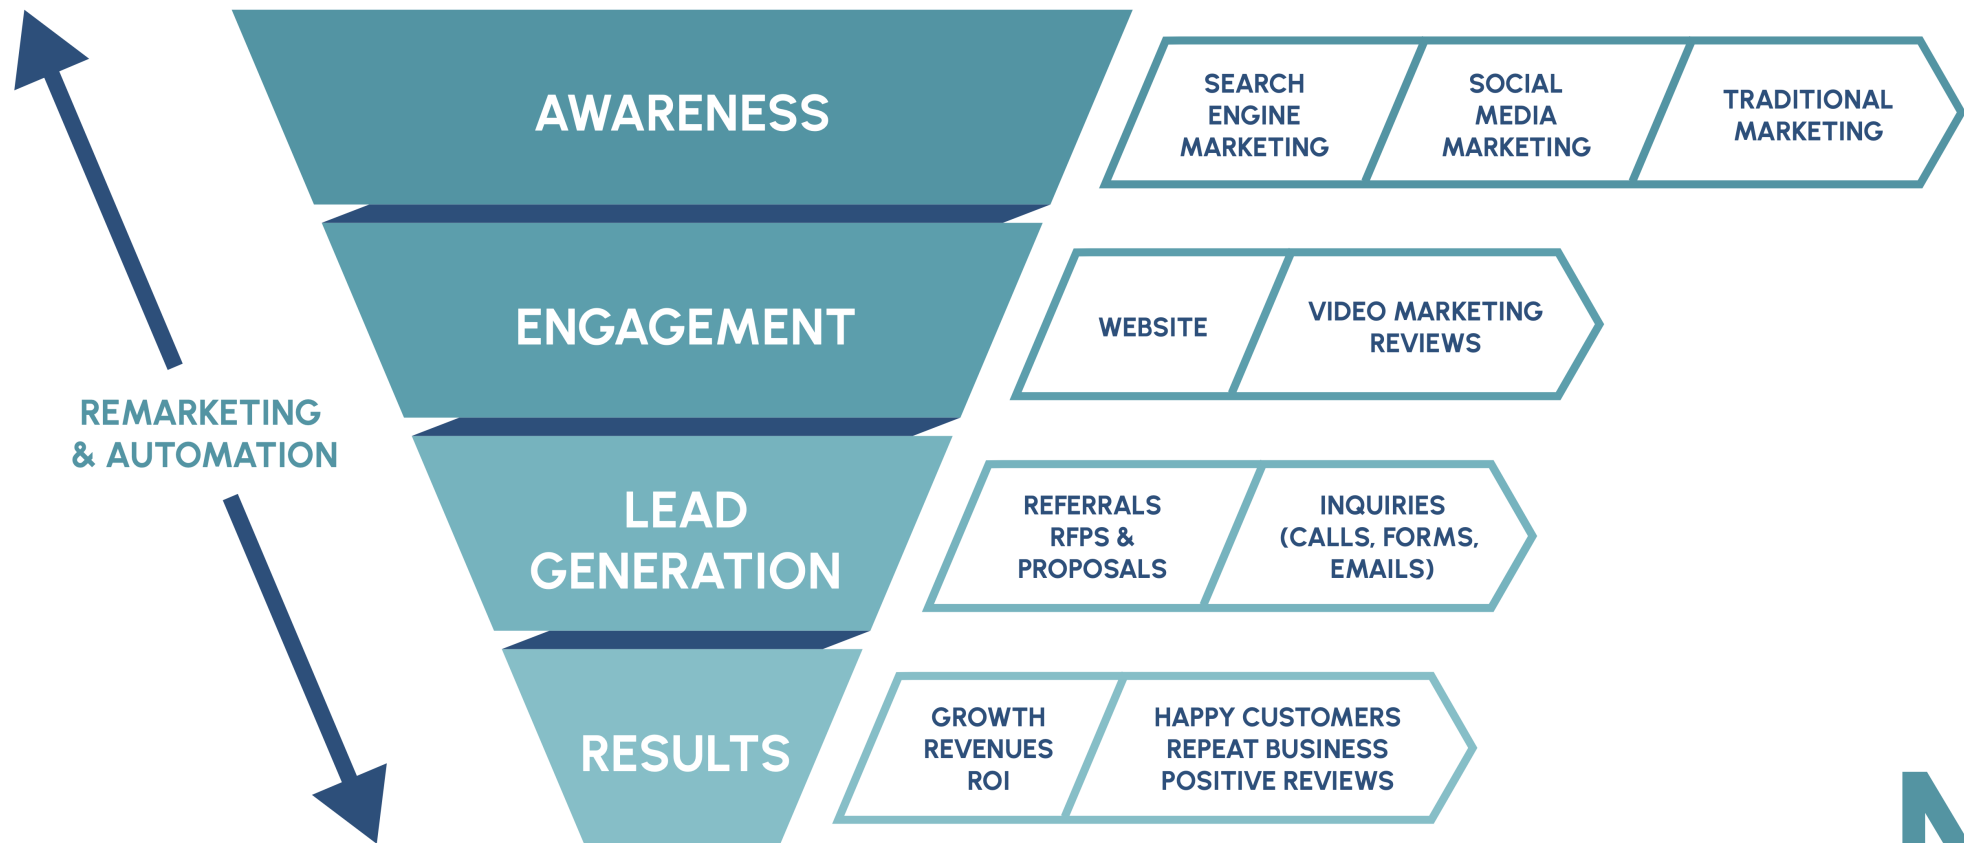 AWARENESS
SEARCH
ENGINE
MARKETING
SOCIAL
MEDIA
MARKETING
TRADITIONAL
MARKETING
ENGAGEMENT
WEBSITE
VIDEO MARKETING
REVIEWS
REMARKETING
& AUTOMATION
LEAD
GENERATION
REFERRALS
RFPS &
PROPOSALS
INQUIRIES
(CALLS, FORMS,
EMAILS)
RESULTS
GROWTH
REVENUES
ROI
HAPPY CUSTOMERS
REPEAT BUSINESS
POSITIVE REVIEWS